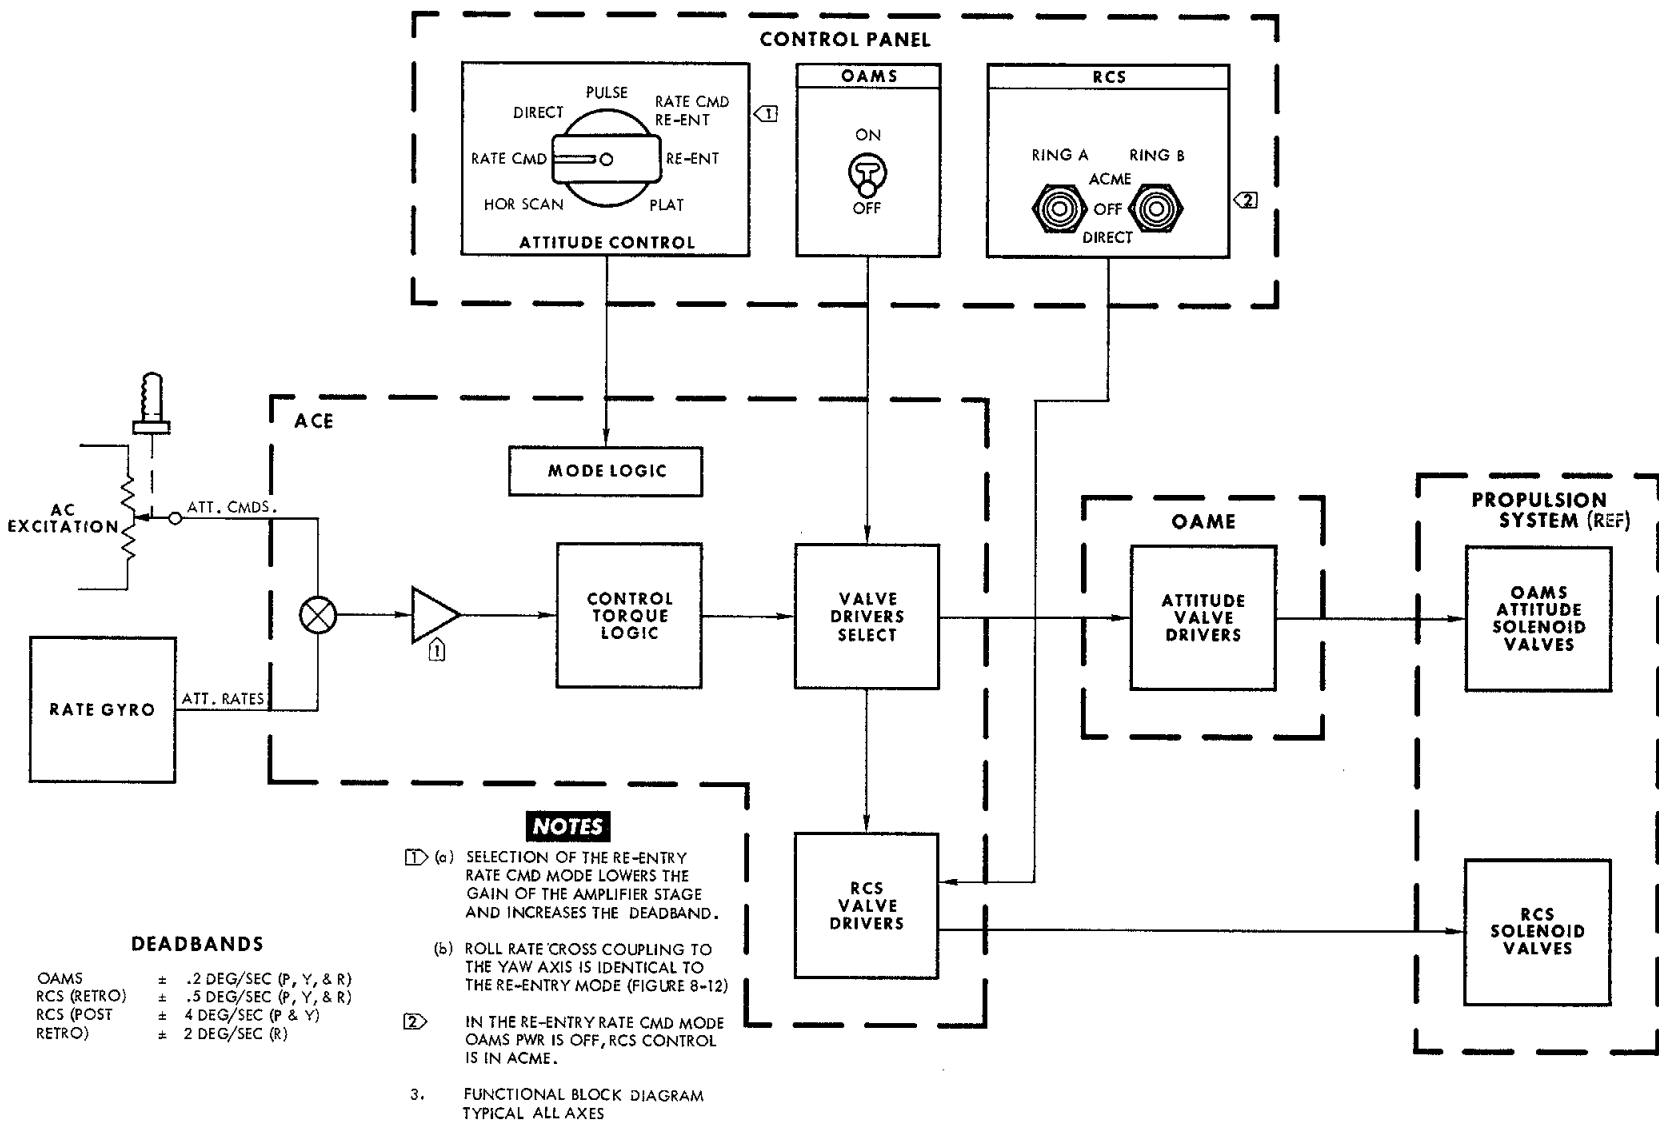 CONTROL PANEL
PULSE
DIRECT
RATE CMD
RE-ENT
RATE CMD
RE-ENT
HOR SCAN
PLAT
ATTITUDE CONTROL
1
OAMS
ON
OFF
RCS
RING A
RING B
ACME
OFF
DIRECT
2
ACE
MODE LOGIC
AC
EXCITATION
ATT. CMDS.
RATE GYRO
ATT. RATES
1
CONTROL
TORQUE
LOGIC
VALVE
DRIVERS
SELECT
OAME
ATTITUDE
VALVE
DRIVERS
PROPULSION
SYSTEM (REF)
OAMS
ATTITUDE
SOLENOID
VALVES
RCS
VALVE
DRIVERS
RCS
SOLENOID
VALVES
NOTES
1 (a) SELECTION OF THE RE-ENTRY
RATE CMD MODE LOWERS THE
GAIN OF THE AMPLIFIER STAGE
AND INCREASES THE DEADBAND.
(b) ROLL RATE CROSS COUPLING TO
THE YAW AXIS IS IDENTICAL TO
THE RE-ENTRY MODE (FIGURE 8-12)
2 IN THE RE-ENTRY RATE CMD MODE
OAMS PWR IS OFF, RCS CONTROL
IS IN ACME.
3. FUNCTIONAL BLOCK DIAGRAM
TYPICAL ALL AXES
DEADBANDS
OAMS ± .2 DEG/SEC (P, Y, & R)
RCS (RETRO) ± .5 DEG/SEC (P, Y, & R)
RCS (POST ± 4 DEG/SEC (P & Y)
RETRO) ± 2 DEG/SEC (R)